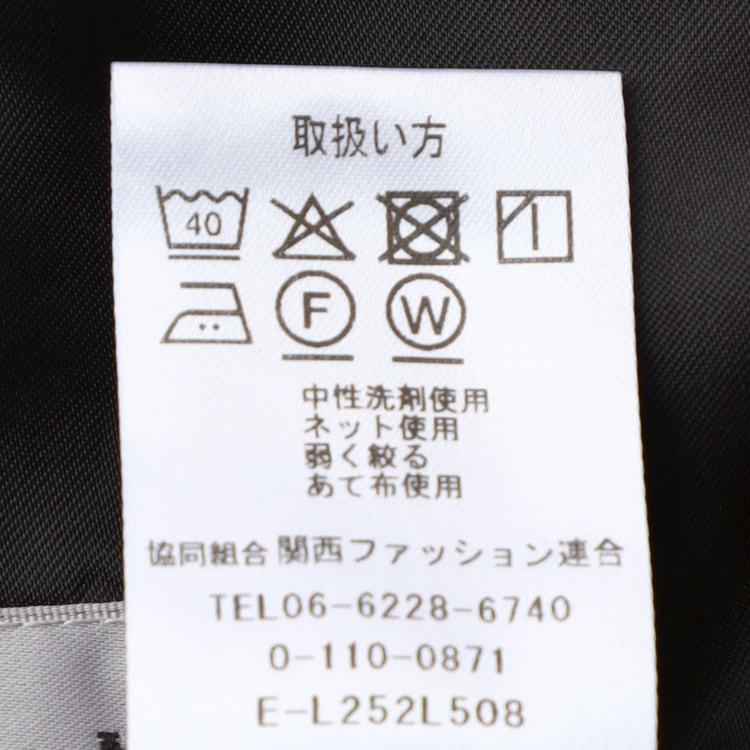 取扱い方
40
F W
中性洗剤使用
ネット使用
弱く絞る
あて布使用
協同組合 関西ファッション連合
TEL06-6228-6740
0-110-0871
E-L252L508